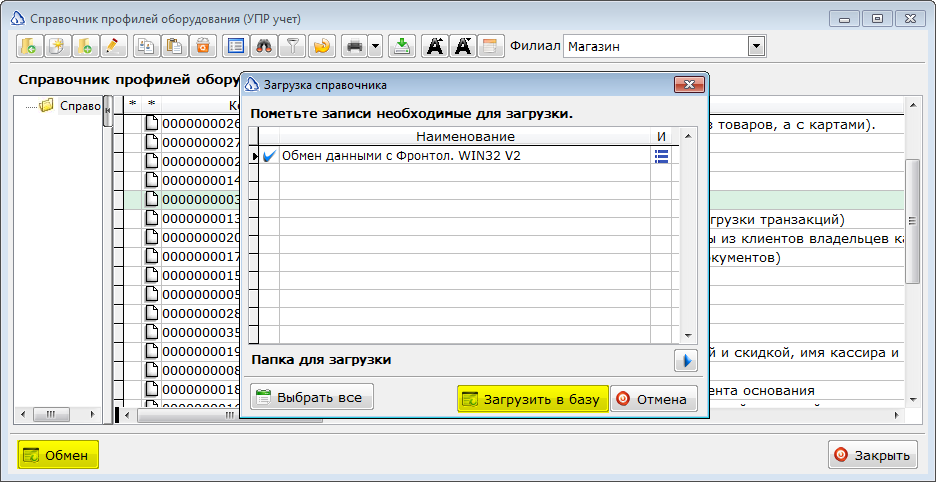 Справочник профилей оборудования (УПР учет)
Филиал Магазин
Справочник профилей обору
Справо
* * К
0000000026
0000000027
000000002
0000000014
0000000003
0000000013
0000000020
0000000017
0000000015
0000000005
0000000028
0000000035
0000000019
0000000008
0000000018
з товаров, а с картами).
грузки транзакций)
ы из клиентов владельцев ка
окументов)
й и скидкой, имя кассира и
ента основания
Загрузка справочника
Пометьте записи необходимые для загрузки.
Наименование И
Обмен данными с Фронтол. WIN32 V2
Папка для загрузки
Выбрать все
Загрузить в базу
Отмена
Обмен
Закрыть